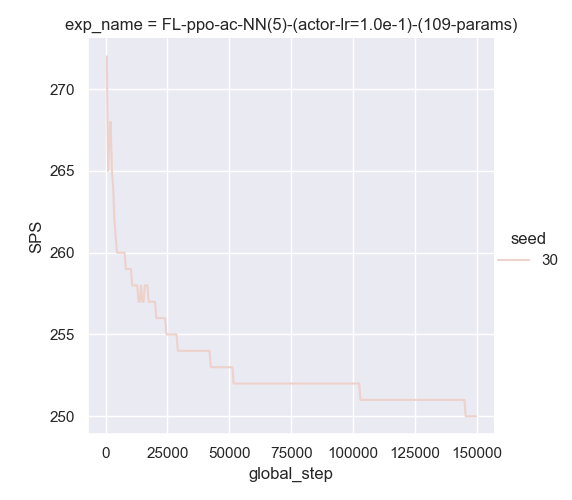 exp_name = FL-ppo-ac-NN(5)-(actor-lr=1.0e-1)-(109-params)
270
265
260
255
250
SPS
seed
30
0 25000 50000 75000 100000 125000 150000
global_step